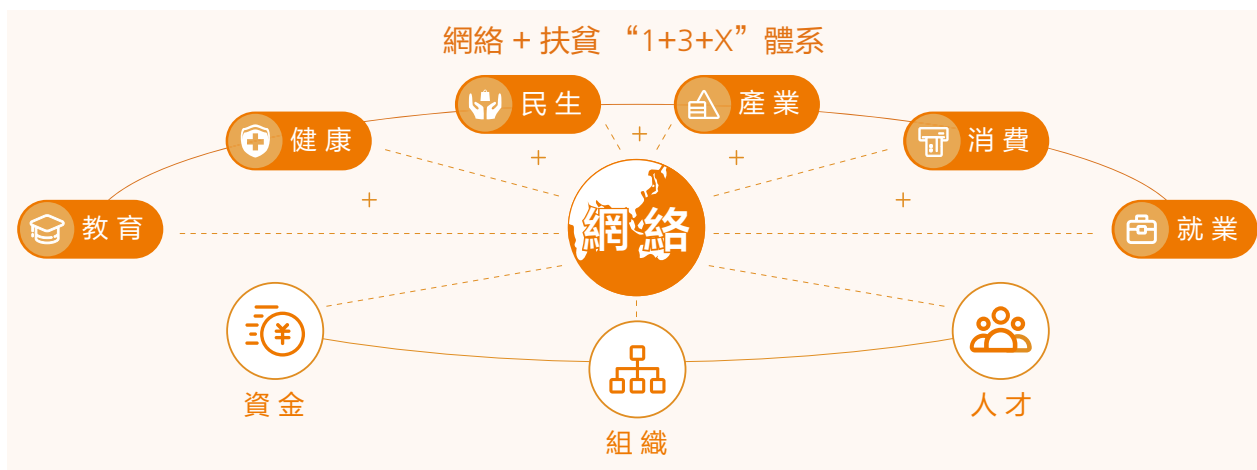 網絡 + 扶貧 “1+3+X” 體系
民生
產業
健康
消費
教育
就業
網絡
資金
組織
人才